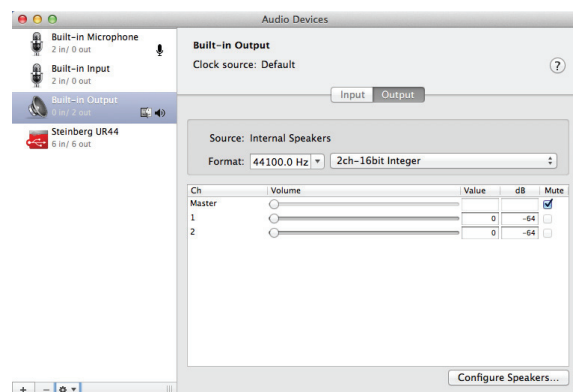 Audio Devices
Built-in Microphone
2 in/ 0 out
Built-in Input
2 in/ 0 out
Built-in Output
0 in/ 2 out
Steinberg UR44
6 in/ 6 out
Built-in Output
Clock source: Default
?
Input Output
Source: Internal Speakers
Format: 44100.0 Hz 2ch-16bit Integer
Ch Volume Value dB Mute
Master
1 0 -64
2 0 -64
Configure Speakers...
+ −